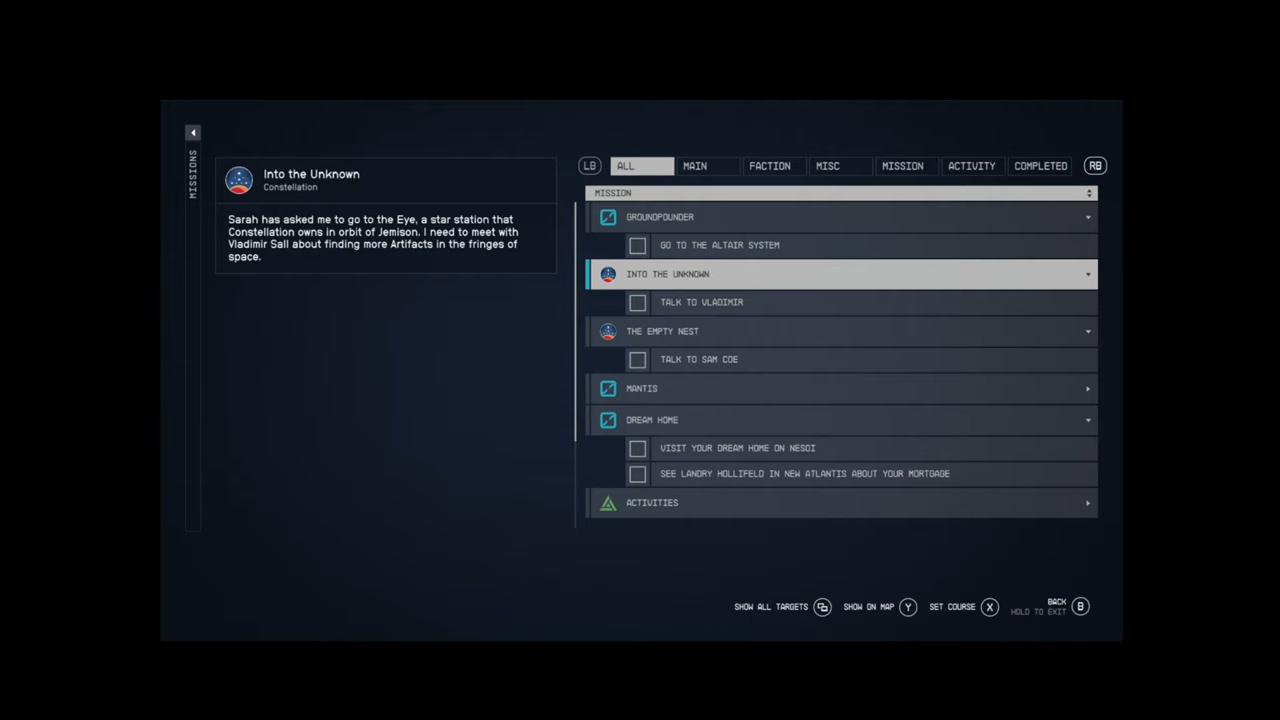 MISSIONS
Into the Unknown
Constellation
Sarah has asked me to go to the Eye, a star station that
Constellation owns in orbit of Jemison. I need to meet with
Vladimir Sall about finding more Artifacts in the fringes of
space.
LB ALL MAIN FACTION MISC MISSION ACTIVITY COMPLETED RB
MISSION
GROUNDPOUNDER
GO TO THE ALTAIR SYSTEM
INTO THE UNKNOWN
TALK TO VLADIMIR
THE EMPTY NEST
TALK TO SAM COE
MANTIS
DREAM HOME
VISIT YOUR DREAM HOME ON NESOI
SEE LANDRY HOLLIFELD IN NEW ATLANTIS ABOUT YOUR MORTGAGE
ACTIVITIES
SHOW ALL TARGETS SHOW ON MAP Y SET COURSE X BACK B
HOLD TO EXIT